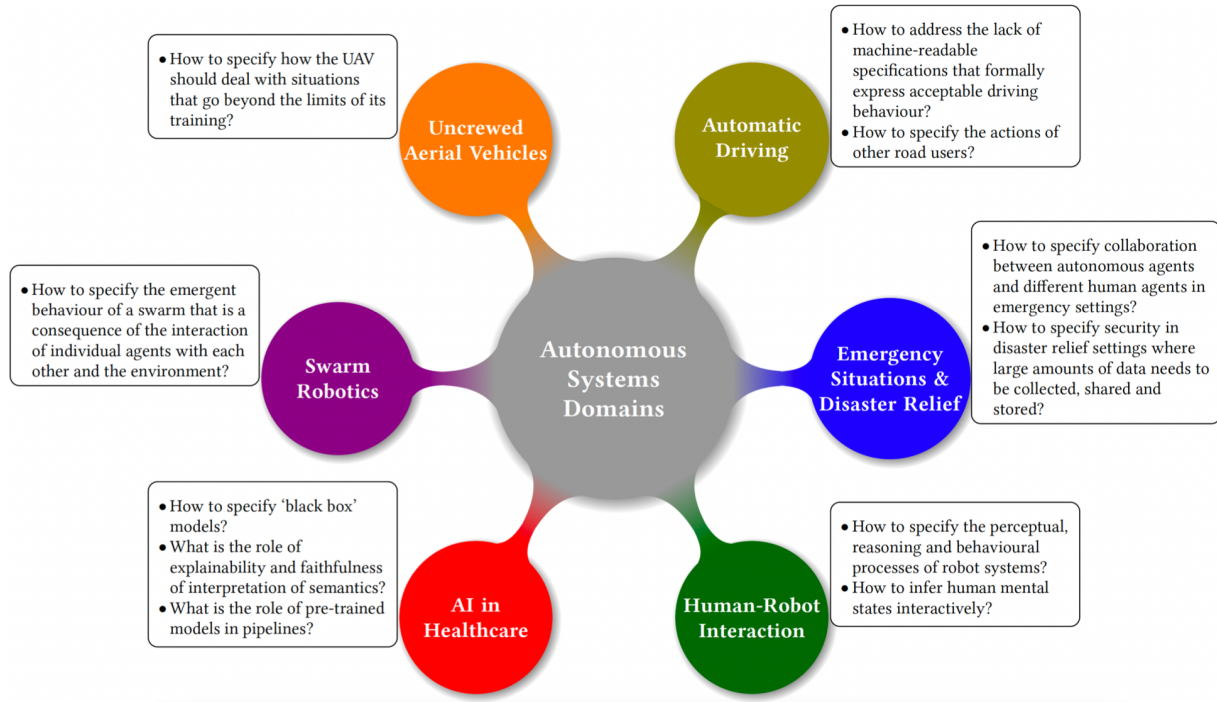 ● How to specify how the UAV
should deal with situations
that go beyond the limits of its
training?
Uncrewed
Aerial Vehicles
● How to address the lack of
machine-readable
specifications that formally
express acceptable driving
behaviour?
● How to specify the actions of
other road users?
Automatic
Driving
● How to specify the emergent
behaviour of a swarm that is a
consequence of the interaction
of individual agents with each
other and the environment?
Swarm
Robotics
Autonomous
Systems
Domains
Emergency
Situations &
Disaster Relief
● How to specify collaboration
between autonomous agents
and different human agents in
emergency settings?
● How to specify security in
disaster relief settings where
large amounts of data needs to
be collected, shared and
stored?
● How to specify ‘black box’
models?
● What is the role of
explainability and faithfulness
of interpretation of semantics?
● What is the role of pre-trained
models in pipelines?
AI in
Healthcare
Human-Robot
Interaction
● How to specify the perceptual,
reasoning and behavioural
processes of robot systems?
● How to infer human mental
states interactively?